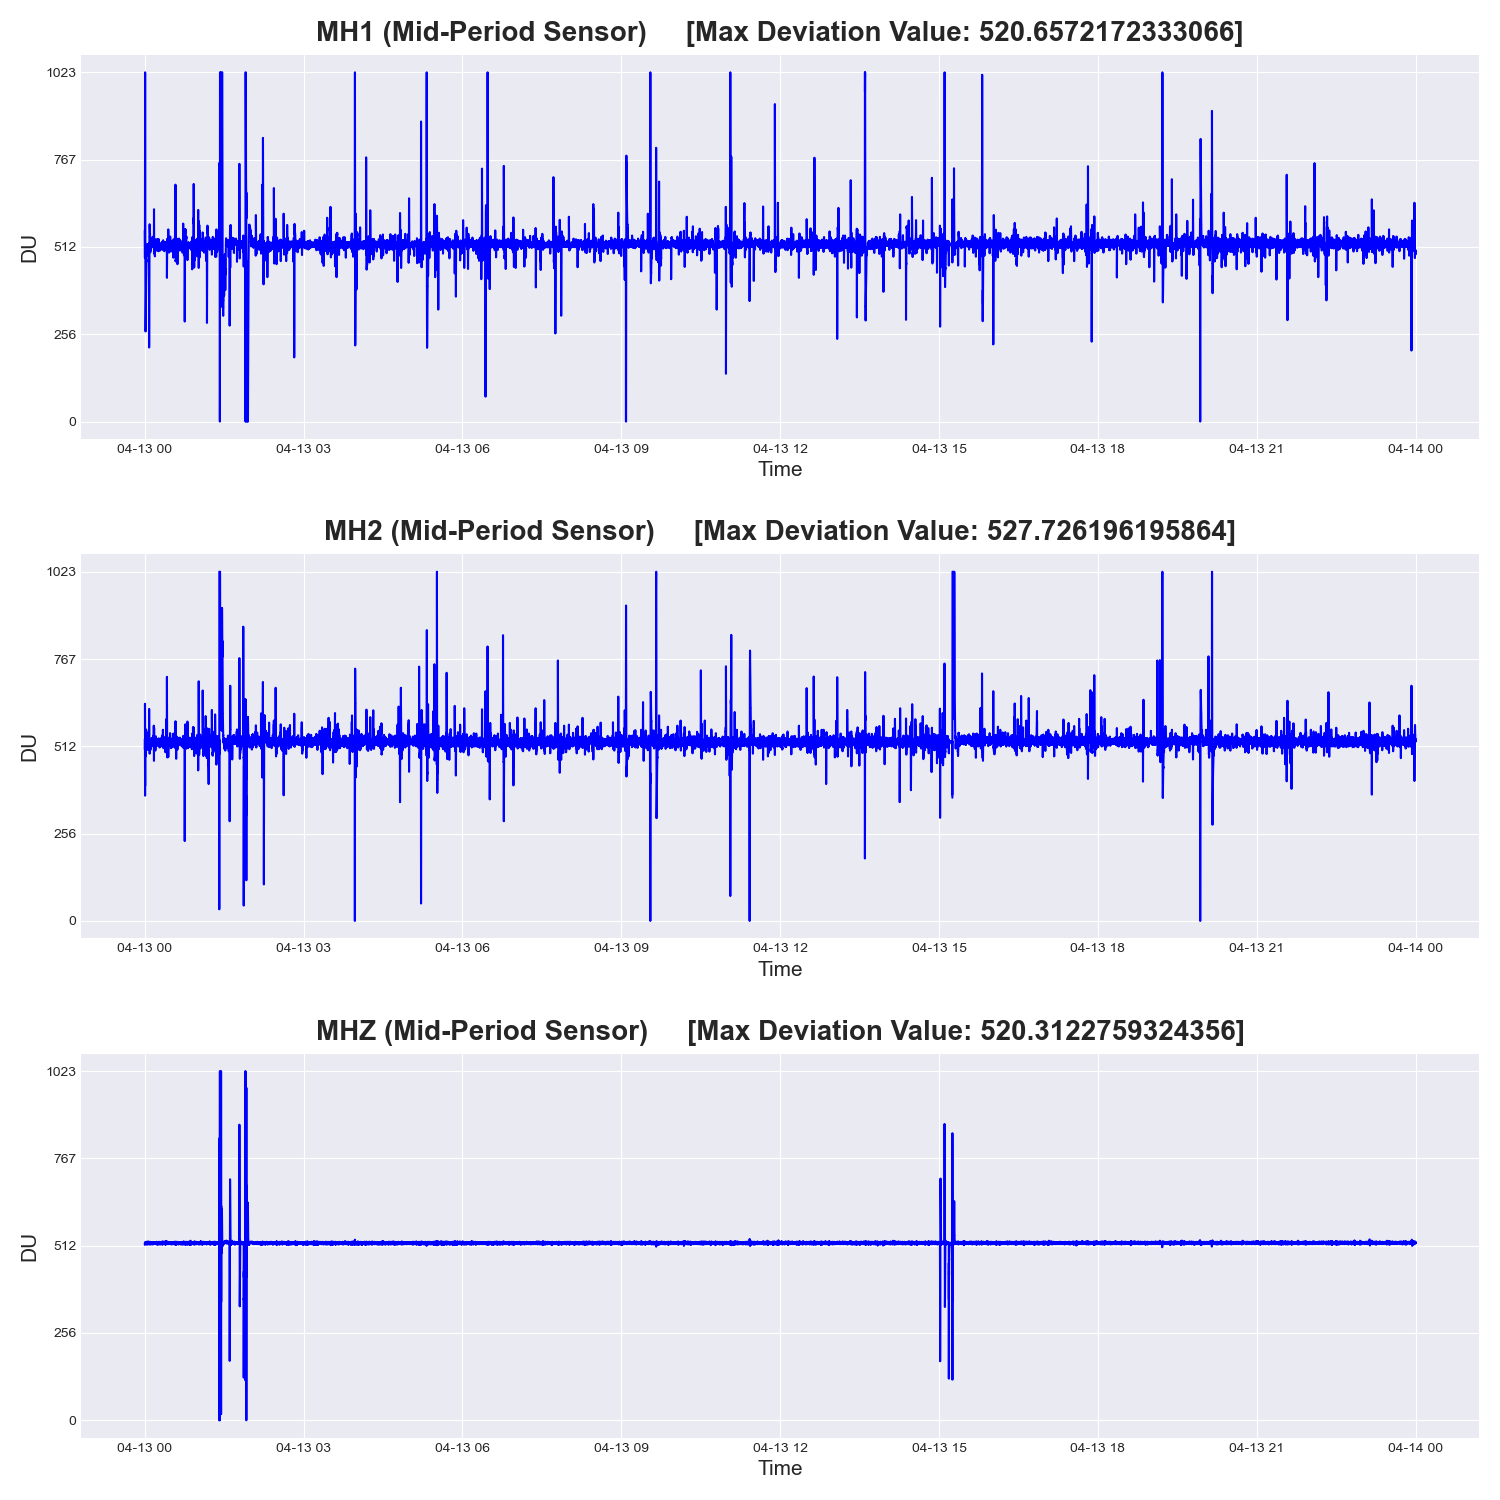 MH1 (Mid-Period Sensor) [Max Deviation Value: 520.6572172333066]
1023
767
512
256
0
DU
04-13 00 04-13 03 04-13 06 04-13 09 04-13 12 04-13 15 04-13 18 04-13 21 04-14 00
Time
MH2 (Mid-Period Sensor) [Max Deviation Value: 527.726196195864]
1023
767
512
256
0
DU
04-13 00 04-13 03 04-13 06 04-13 09 04-13 12 04-13 15 04-13 18 04-13 21 04-14 00
Time
MHZ (Mid-Period Sensor) [Max Deviation Value: 520.3122759324356]
1023
767
512
256
0
DU
04-13 00 04-13 03 04-13 06 04-13 09 04-13 12 04-13 15 04-13 18 04-13 21 04-14 00
Time